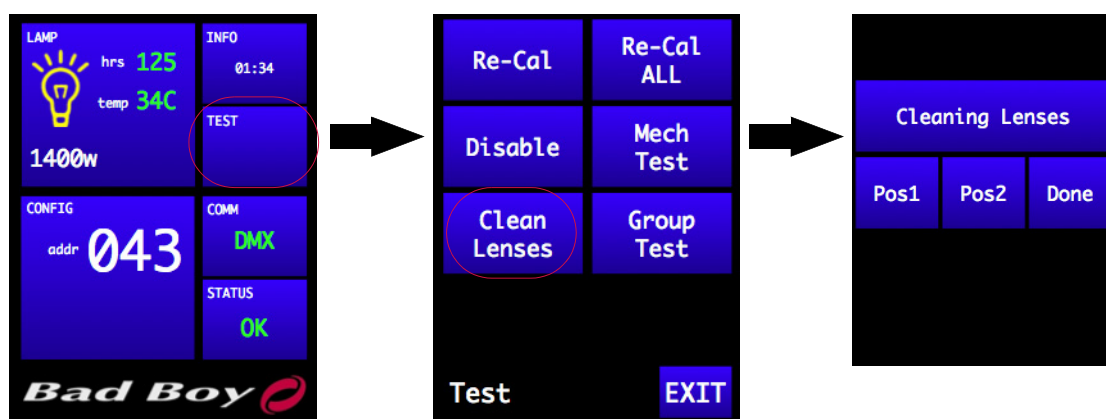 LAMP
hrs 125
temp 34C
1400w
INFO
01:34
TEST
CONFIG
addr 043
COMM
DMX
STATUS
OK
Bad Boy
Re-Cal
Re-Cal
ALL
Disable
Mech
Test
Clean
Lenses
Group
Test
Test
EXIT
Cleaning Lenses
Pos1
Pos2
Done